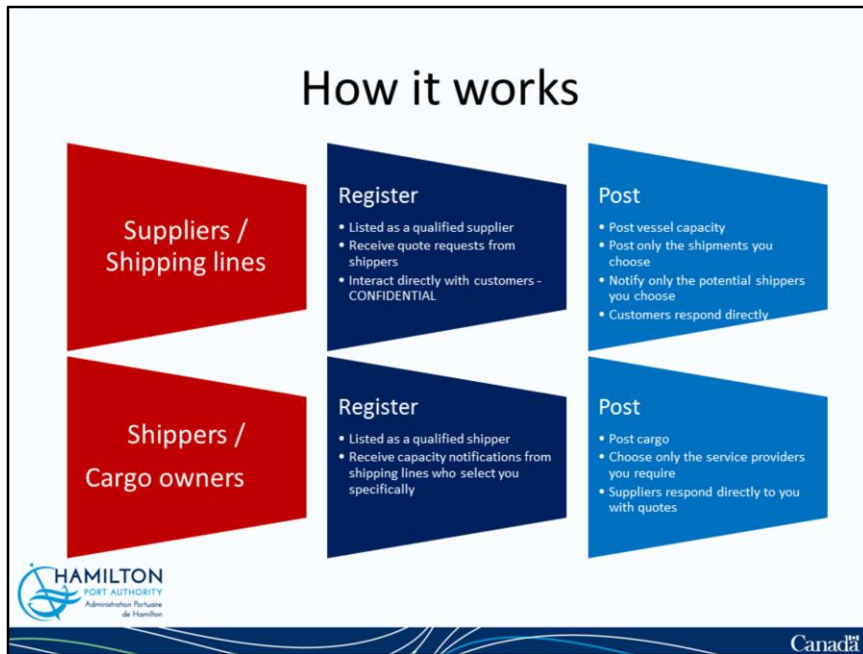 How it works
Suppliers /
Shipping lines
Register
• Listed as a qualified supplier
• Receive quote requests from
shippers
• Interact directly with customers -
CONFIDENTIAL
Post
• Post vessel capacity
• Post only the shipments you
choose
• Notify only the potential shippers
you choose
• Customers respond directly
Shippers /
Cargo owners
Register
• Listed as a qualified shipper
• Receive capacity notifications from
shipping lines who select you
specifically
Post
• Post cargo
• Choose only the service providers
you require
• Suppliers respond directly to you
with quotes
HAMILTON
PORT AUTHORITY
Administration Portuaire
de Hamilton
Canada